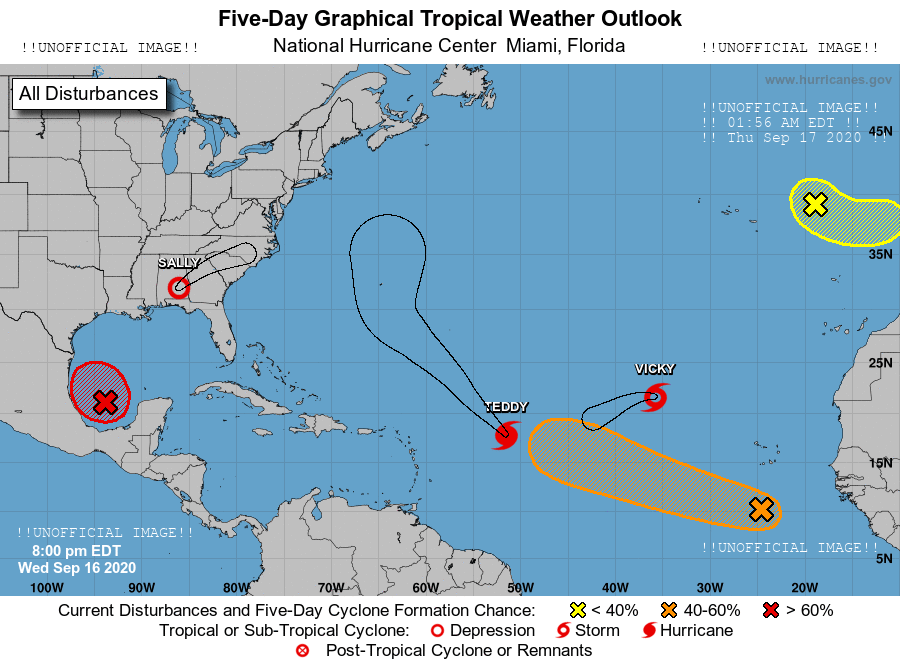 Five-Day Graphical Tropical Weather Outlook
!!UNOFFICIAL IMAGE!! National Hurricane Center Miami, Florida !!UNOFFICIAL IMAGE!!
www.hurricanes.gov
All Disturbances
!!UNOFFICIAL IMAGE!!
!! 01:56 AM EDT !!
!! Thu Sep 17 2020 !!
45N
35N
SALLY
25N
VICKY
TEDDY
15N
!!UNOFFICIAL IMAGE!!
!!UNOFFICIAL IMAGE!!
8:00 pm EDT
5N
Wed Sep 16 2020
100W 90W 80W 70W 60W 50W 40W 30W 20W
Current Disturbances and Five-Day Cyclone Formation Chance: < 40% 40-60% > 60%
Tropical or Sub-Tropical Cyclone: Depression Storm Hurricane
Post-Tropical Cyclone or Remnants